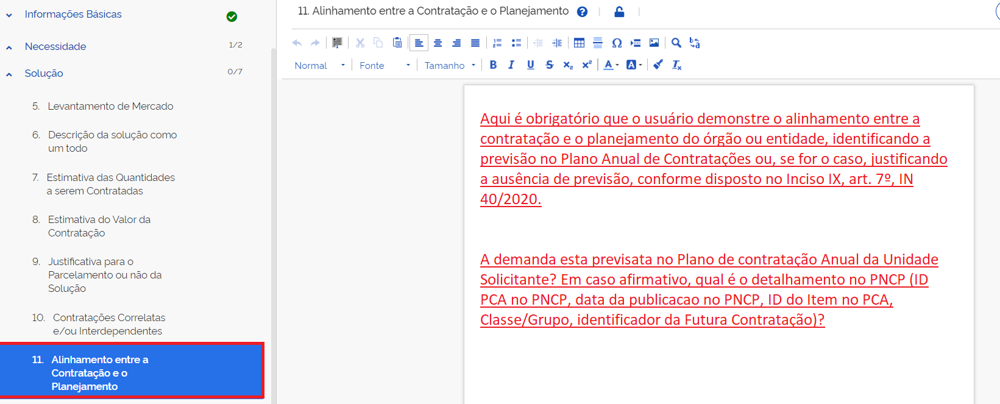 Informações Básicas
Necessidade 1/2
Solução 0/7
5. Levantamento de Mercado
6. Descrição da solução como
um todo
7. Estimativa das Quantidades
a serem Contratadas
8. Estimativa do Valor da
Contratação
9. Justificativa para o
Parcelamento ou não da
Solução
10. Contratações Correlatas
e/ou Interdependentes
11. Alinhamento entre a
Contratação e o
Planejamento
11. Alinhamento entre a Contratação e o Planejamento
Normal Fonte Tamanho
Aqui é obrigatório que o usuário demonstre o alinhamento entre a
contratação e o planejamento do órgão ou entidade, identificando a
previsão no Plano Anual de Contratações ou, se for o caso, justificando
a ausência de previsão, conforme disposto no Inciso IX, art. 7º, IN
40/2020.
A demanda esta previsata no Plano de contratação Anual da Unidade
Solicitante? Em caso afirmativo, qual é o detalhamento no PNCP (ID
PCA no PNCP, data da publicacao no PNCP, ID do Item no PCA,
Classe/Grupo, identificador da Futura Contratação)?